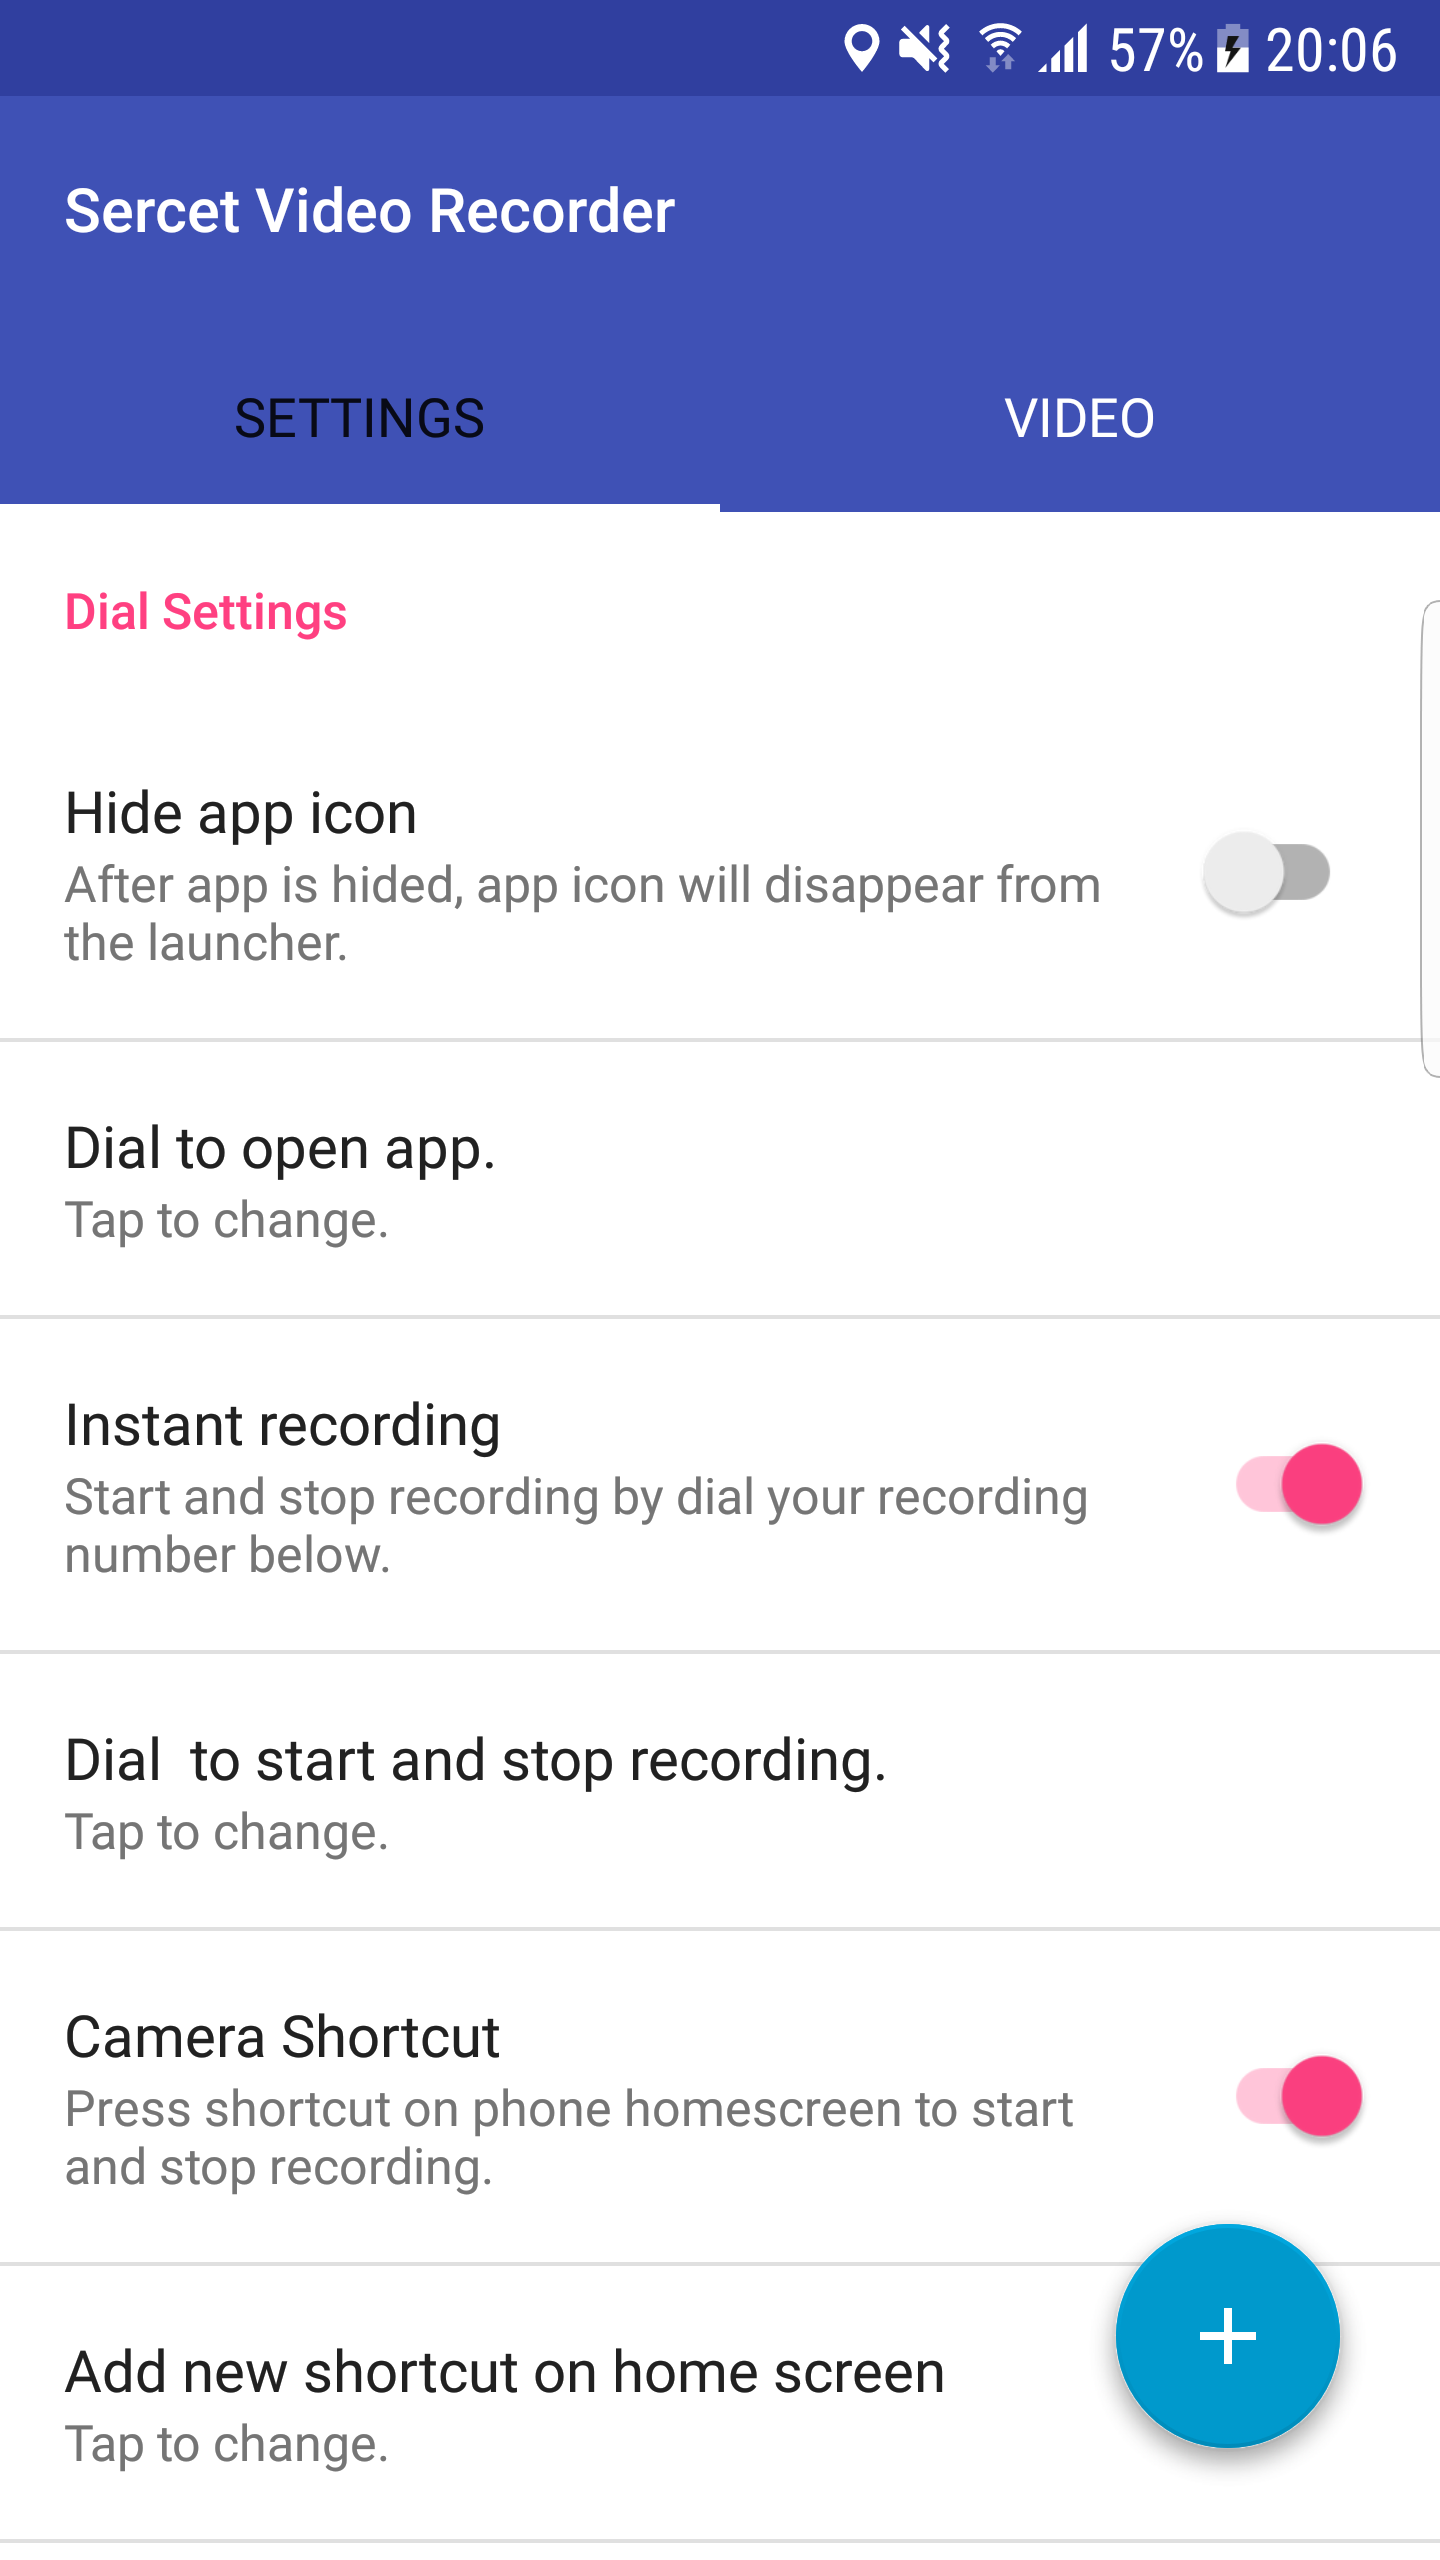 57% 20:06
Sercet Video Recorder
SETTINGS VIDEO
Dial Settings
Hide app icon
After app is hided, app icon will disappear from
the launcher.
Dial to open app.
Tap to change.
Instant recording
Start and stop recording by dial your recording
number below.
Dial  to start and stop recording.
Tap to change.
Camera Shortcut
Press shortcut on phone homescreen to start
and stop recording.
Add new shortcut on home screen
Tap to change.